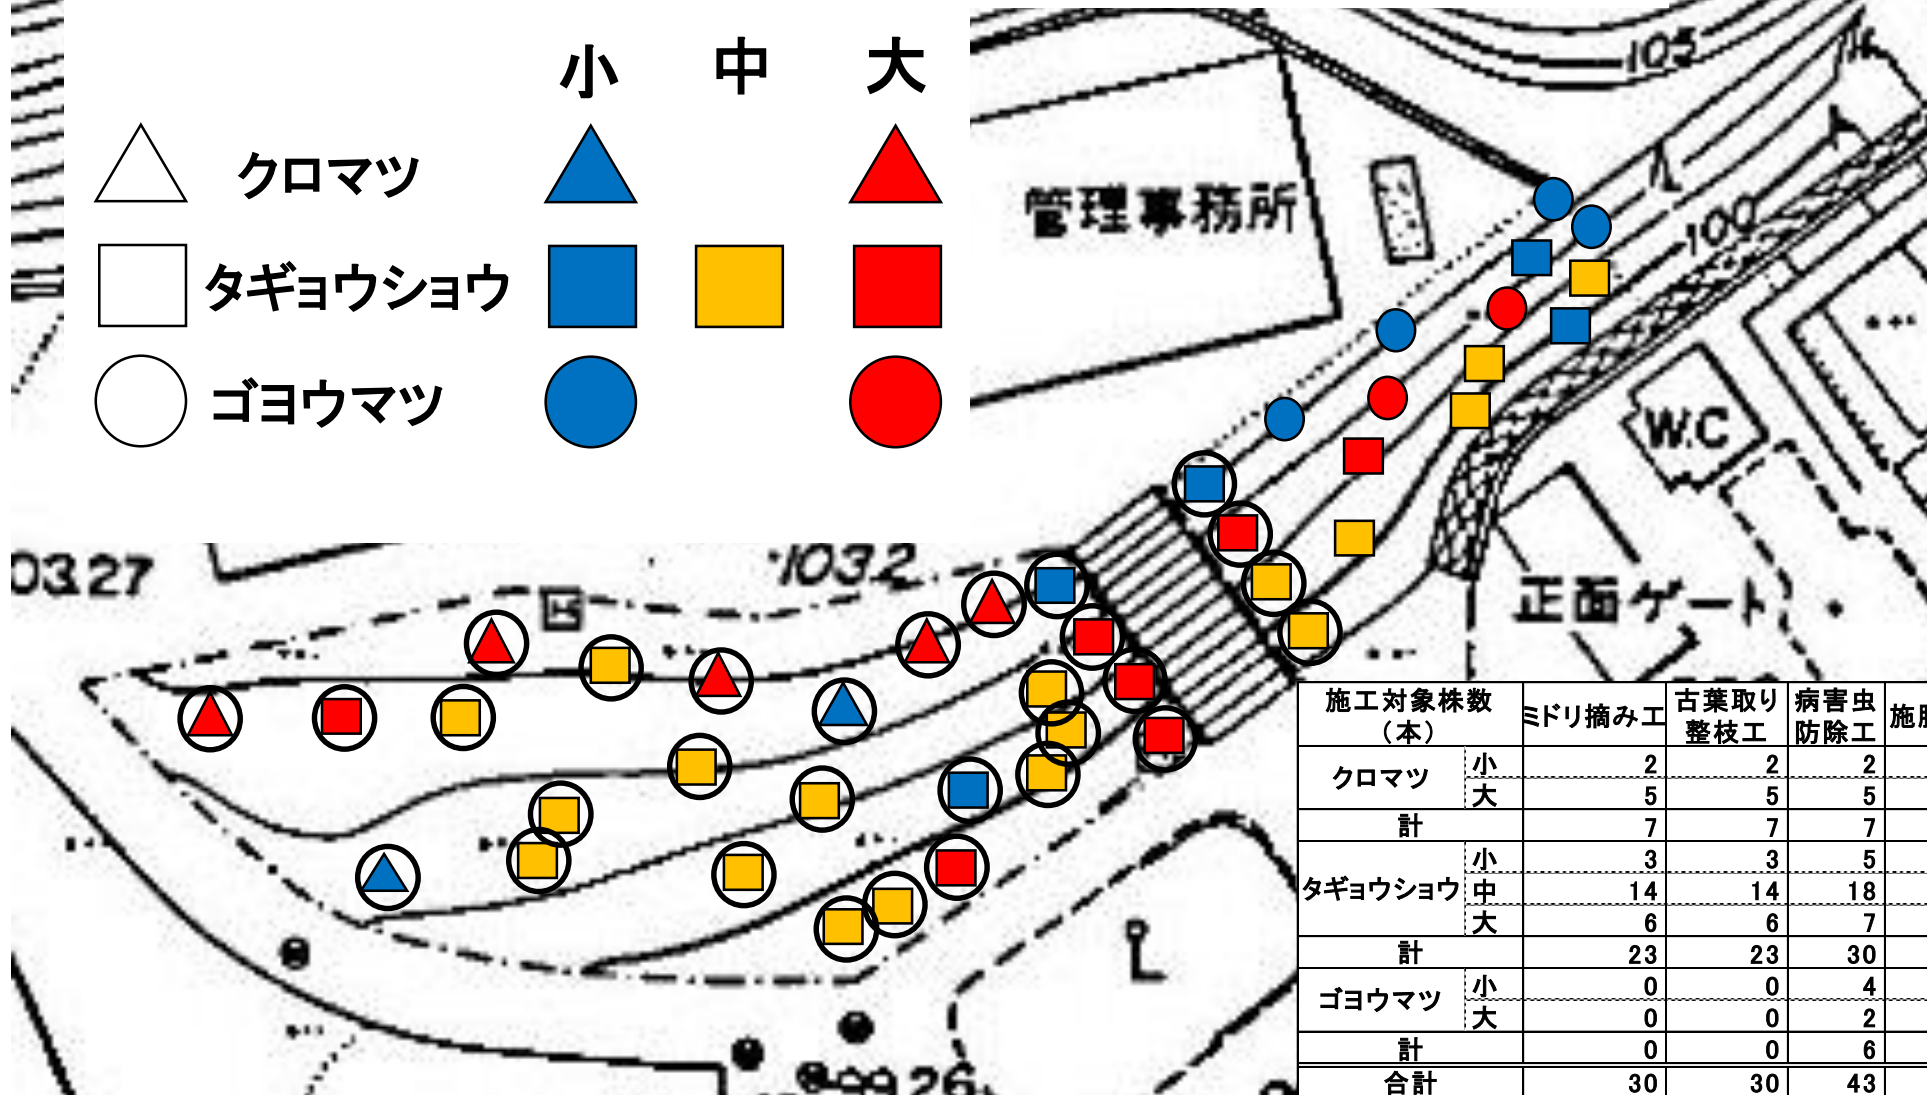 小 中 大
クロマツ
タギョウショウ
ゴヨウマツ
105
100
管理事務所
W.C
正面ゲート
103.2
03.27
99.26
施工対象株数（本） ミドリ摘み工 古葉取り整枝工 病害虫防除工
クロマツ 小 2 2 2
大 5 5 5
計 7 7 7
タギョウショウ 小 3 3 5
中 14 14 18
大 6 6 7
計 23 23 30
ゴヨウマツ 小 0 0 4
大 0 0 2
計 0 0 6
合計 30 30 43